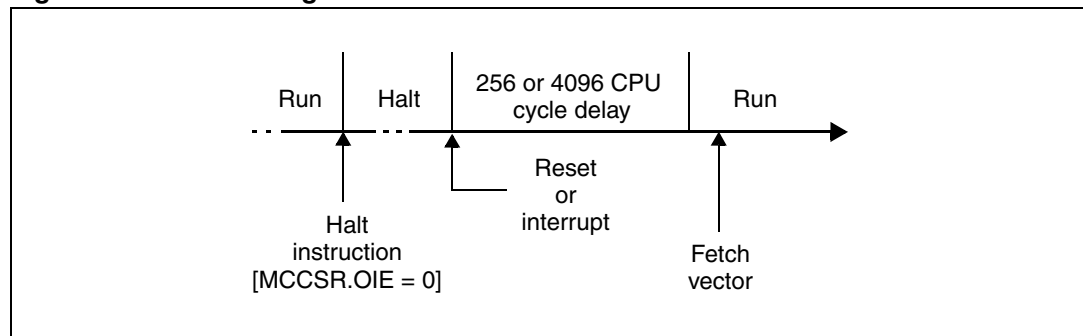 Run
Halt
256 or 4096 CPU
cycle delay
Run
Reset
or
interrupt
Halt
instruction
[MCCSR.OIE = 0]
Fetch
vector